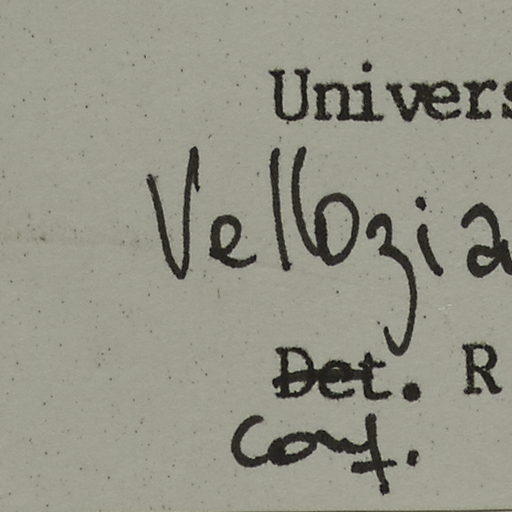 Univers
Vellozia
Det. R
Conf.